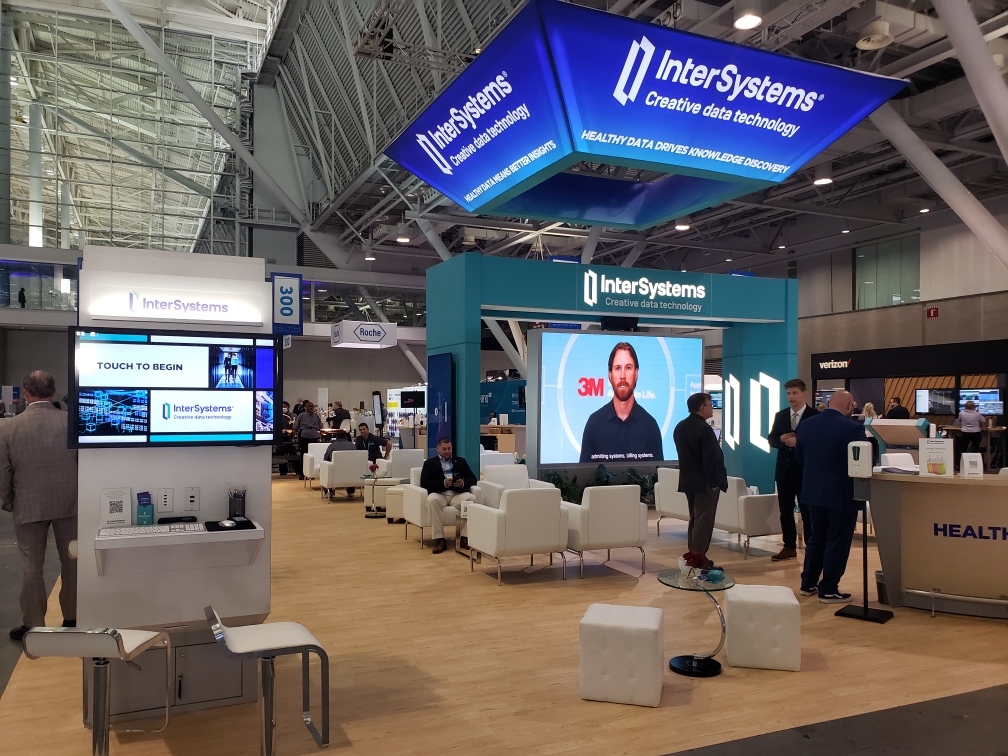 InterSystems®
Creative data technology
HEALTHY DATA MEANS BETTER INSIGHTS
InterSystems®
Creative data technology
HEALTHY DATA DRIVES KNOWLEDGE DISCOVERY
InterSystems
300
Roche
InterSystems
Creative data technology
TOUCH TO BEGIN
InterSystems®
Creative data technology
3M
Life.
admitting systems, billing systems.
verizon
HEALTH